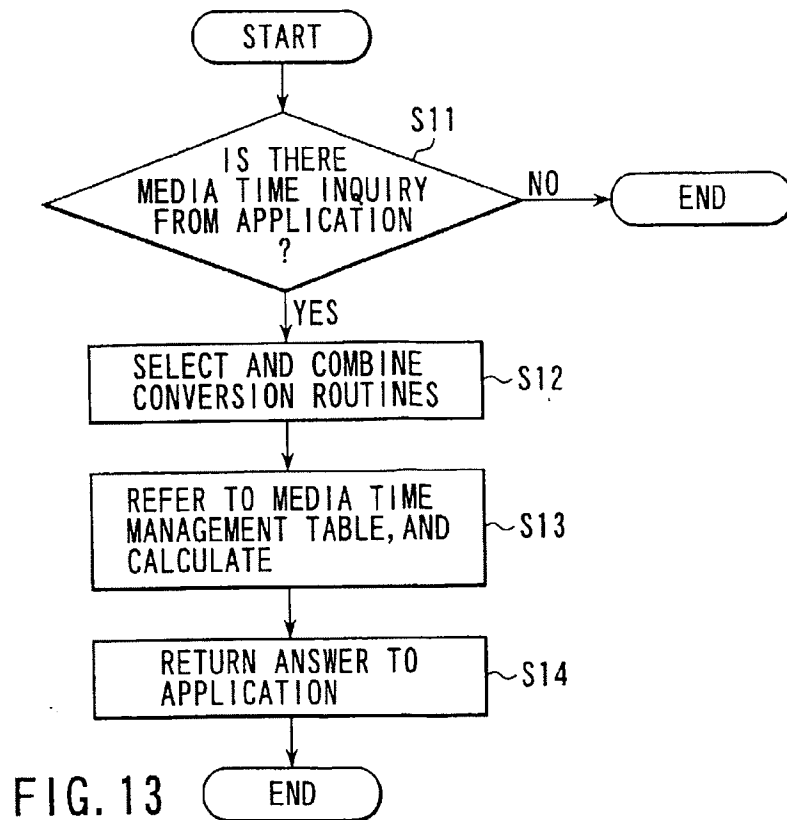 START
S11
IS THERE
MEDIA TIME INQUIRY
FROM APPLICATION
?
NO
END
YES
SELECT AND COMBINE
CONVERSION ROUTINES
S12
REFER TO MEDIA TIME
MANAGEMENT TABLE, AND
CALCULATE
S13
RETURN ANSWER TO
APPLICATION
S14
END
FIG. 13